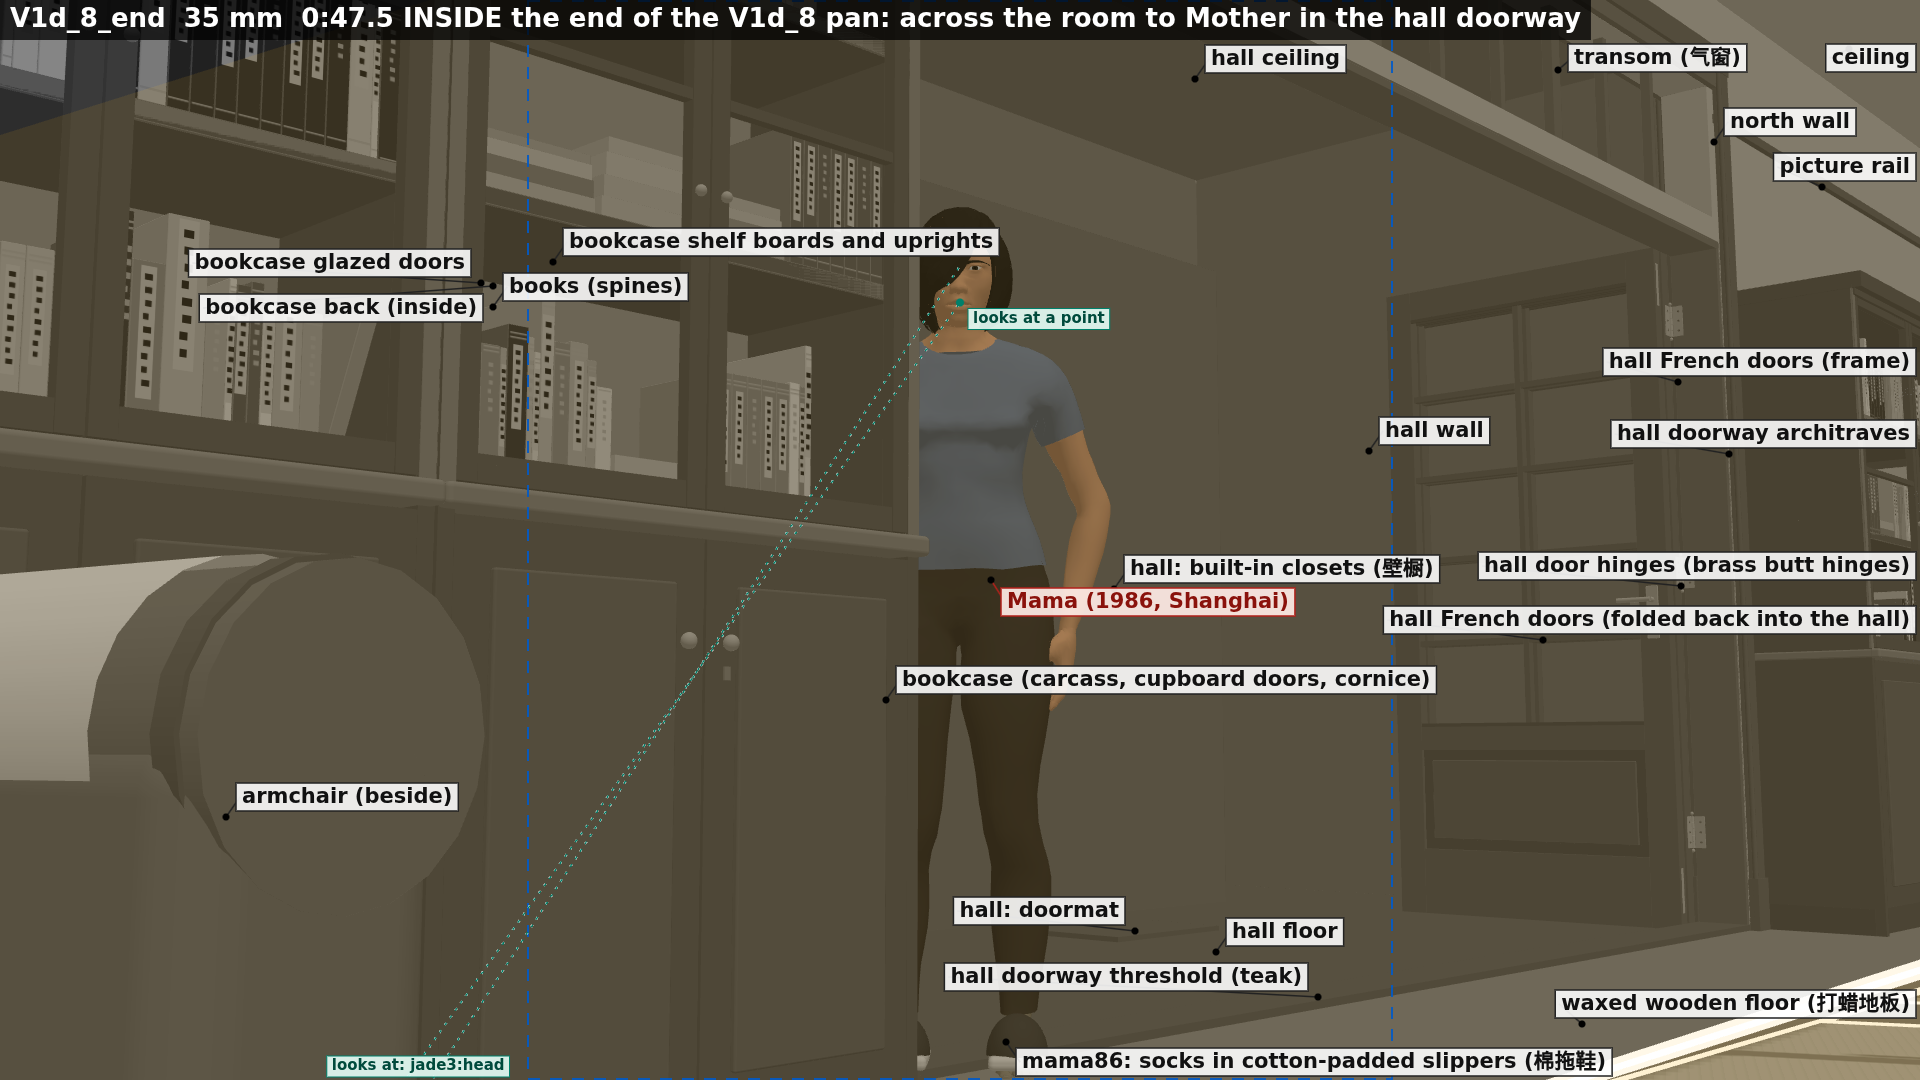 V1d_8_end  35 mm  0:47.5 INSIDE the end of the V1d_8 pan: across the room to Mother in the hall doorway
hall ceiling
transom (气窗)
ceiling
north wall
picture rail
bookcase shelf boards and uprights
bookcase glazed doors
books (spines)
bookcase back (inside)
looks at a point
hall French doors (frame)
hall wall
hall doorway architraves
hall: built-in closets (壁橱)
hall door hinges (brass butt hinges)
Mama (1986, Shanghai)
hall French doors (folded back into the hall)
bookcase (carcass, cupboard doors, cornice)
armchair (beside)
hall: doormat
hall floor
hall doorway threshold (teak)
waxed wooden floor (打蜡地板)
looks at: jade3:head
mama86: socks in cotton-padded slippers (棉拖鞋)